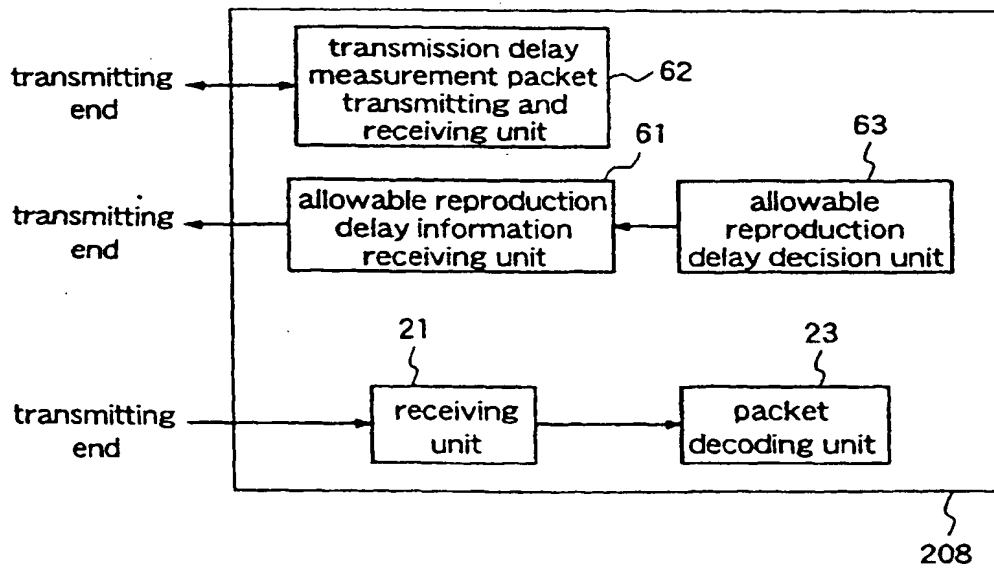 transmitting
end
transmission delay
measurement packet
transmitting and
receiving unit
62
61
63
transmitting
end
allowable reproduction
delay information
receiving unit
allowable
reproduction
delay decision unit
21
23
transmitting
end
receiving
unit
packet
decoding unit
208